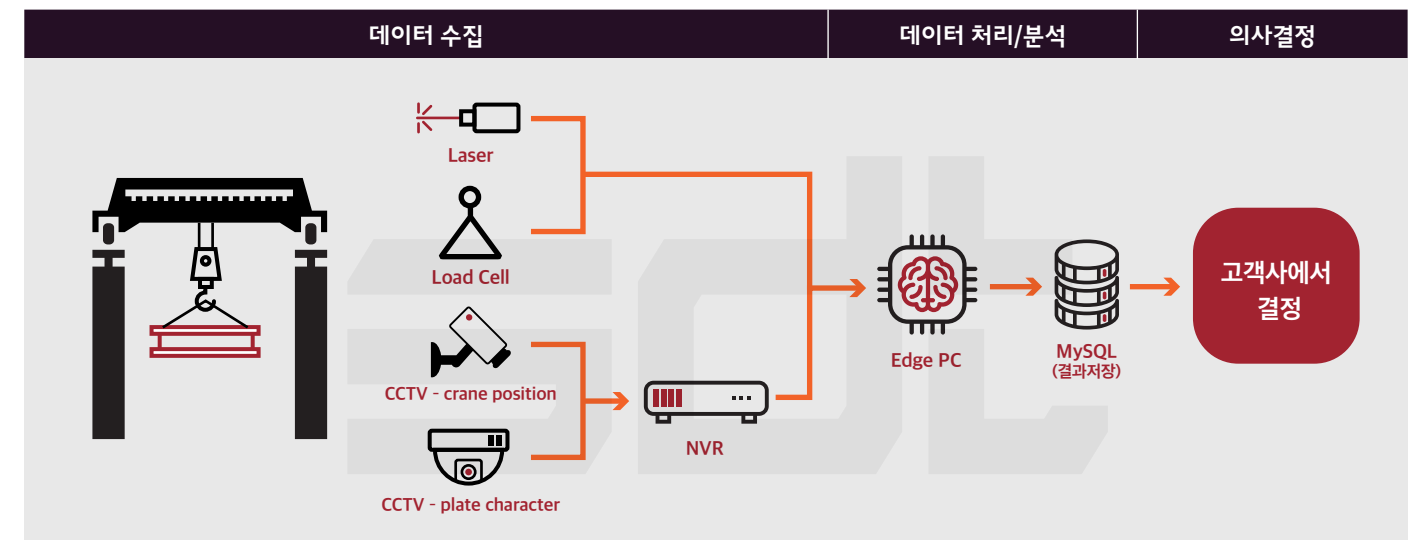 데이터 수집
데이터 처리/분석
의사결정
Laser
Load Cell
CCTV - crane position
CCTV - plate character
NVR
Edge PC
MySQL
(결과저장)
고객사에서
결정